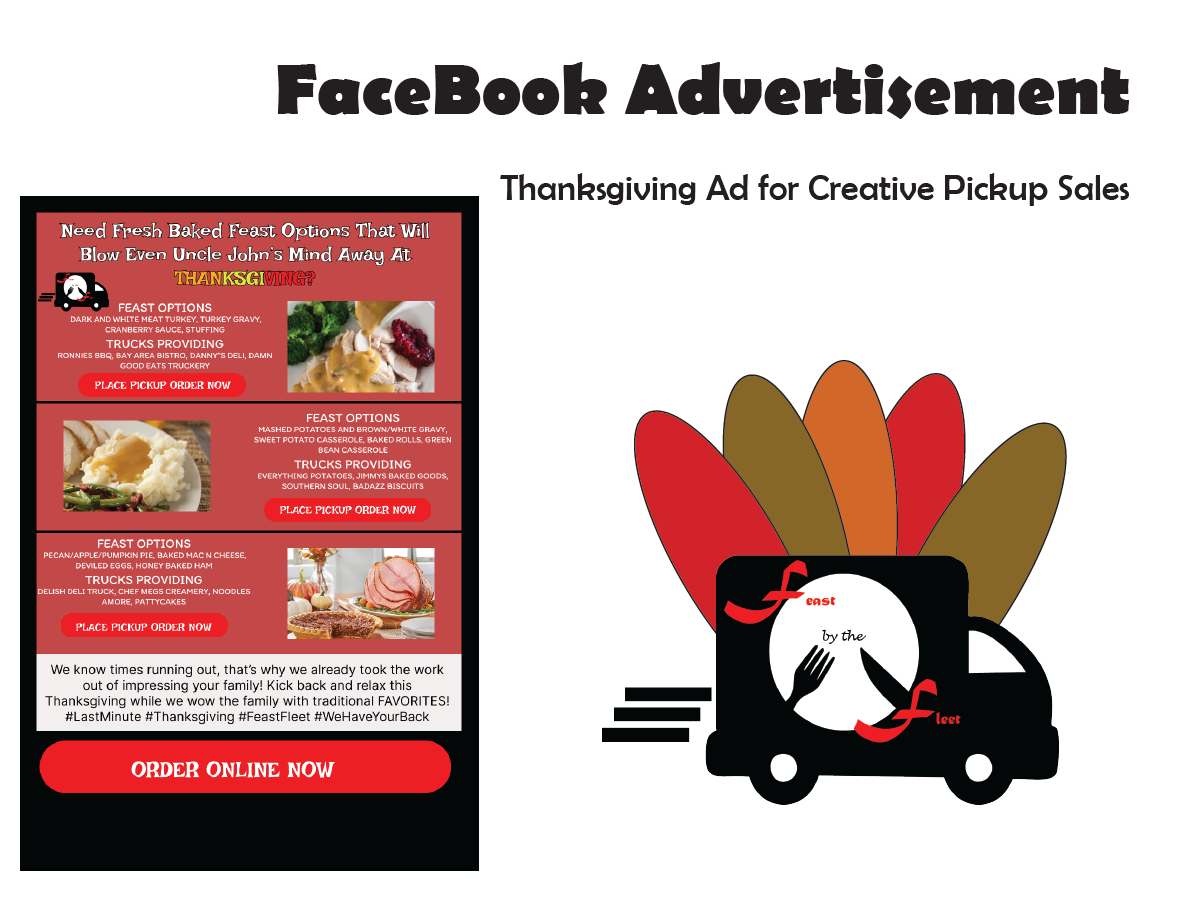 FaceBook Advertisement
Thanksgiving Ad for Creative Pickup Sales
Need Fresh Baked Feast Options That Will
Blow Even Uncle John's Mind Away At
THANKSGIVING?
FEAST OPTIONS
DARK AND WHITE MEAT TURKEY, TURKEY GRAVY,
CRANBERRY SAUCE, STUFFING
TRUCKS PROVIDING
RONNIES BBQ, BAY AREA BISTRO, DANNY"S DELI, DAMN
GOOD EATS TRUCKERY
PLACE PICKUP ORDER NOW
FEAST OPTIONS
MASHED POTATOES AND BROWN/WHITE GRAVY,
SWEET POTATO CASSEROLE, BAKED ROLLS, GREEN
BEAN CASSEROLE
TRUCKS PROVIDING
EVERYTHING POTATOES, JIMMYS BAKED GOODS,
SOUTHERN SOUL, BADAZZ BISCUITS
PLACE PICKUP ORDER NOW
FEAST OPTIONS
PECAN/APPLE/PUMPKIN PIE, BAKED MAC N CHEESE,
DEVILED EGGS, HONEY BAKED HAM
TRUCKS PROVIDING
DELISH DELI TRUCK, CHEF MEGS CREAMERY, NOODLES
AMORE, PATTYCAKES
PLACE PICKUP ORDER NOW
We know times running out, that's why we already took the work
out of impressing your family! Kick back and relax this
Thanksgiving while we wow the family with traditional FAVORITES!
#LastMinute #Thanksgiving #FeastFleet #WeHaveYourBack
ORDER ONLINE NOW
Feast
by the
Fleet